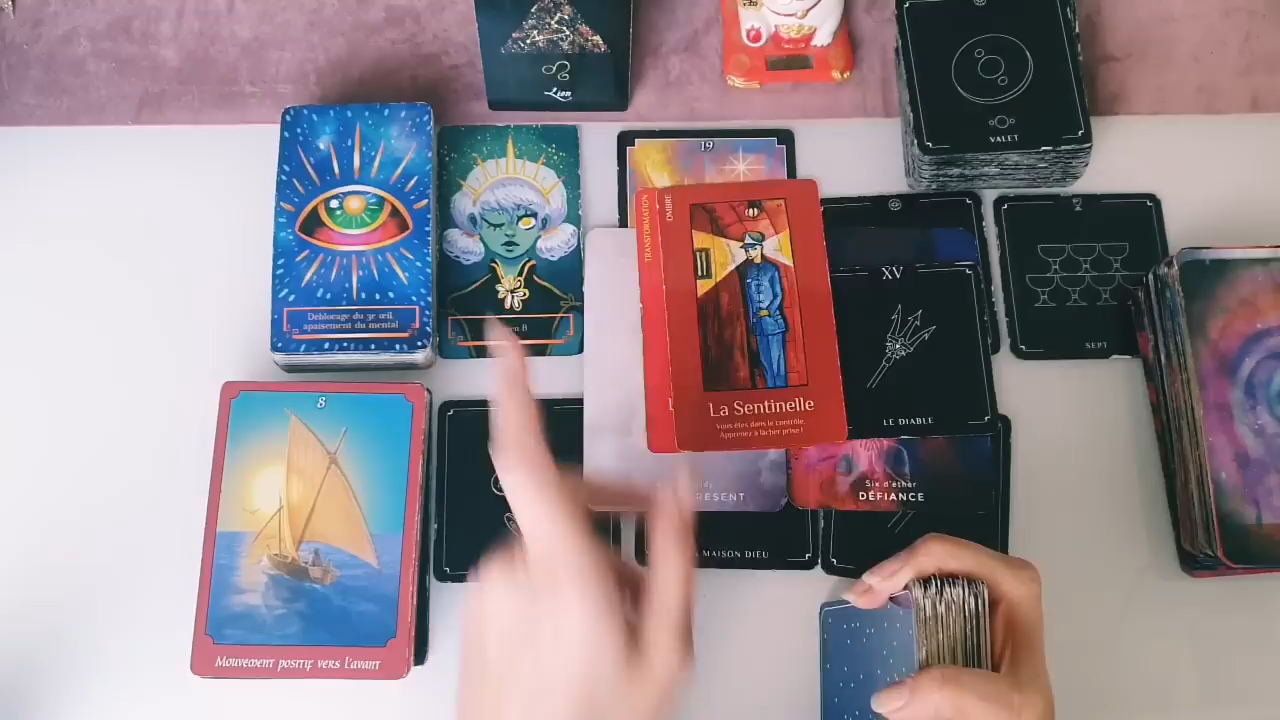 Lion
VALET
19
Déblocage du 3e œil
apaisement du mental
en B
TRANSFORMATION
OMBRE
La Sentinelle
Vous êtes dans le contrôle.
Apprenez à lâcher prise !
XV
LE DIABLE
SEPT
8
Mouvement positif vers l'avant
RESENT
Six d'éther
DÉFIANCE
MAISON DIEU